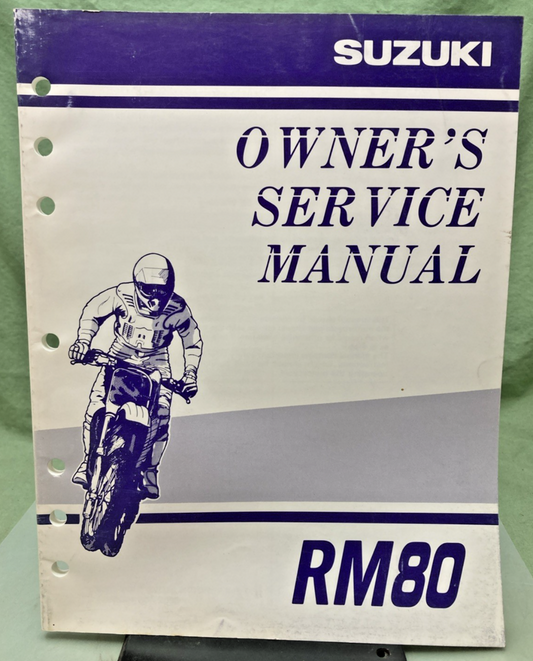 SUZUKI
OWNER'S
SERVICE
MANUAL
RM80